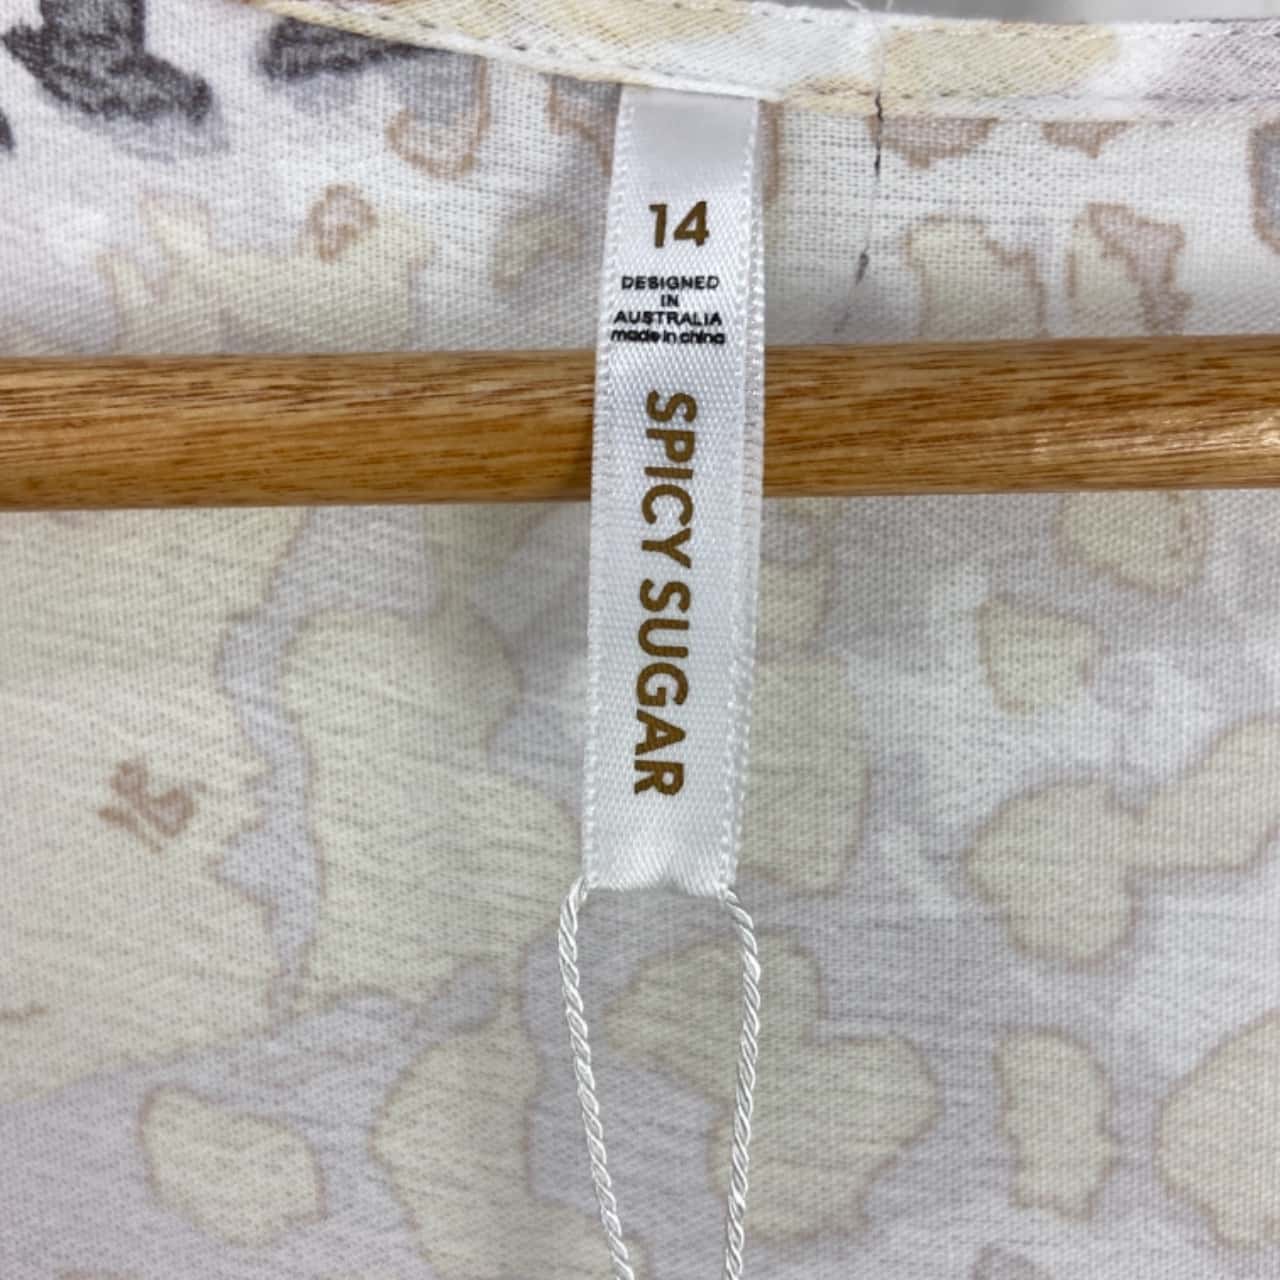 14
DESIGNED
IN
AUSTRALIA
made in china
SPICY SUGAR